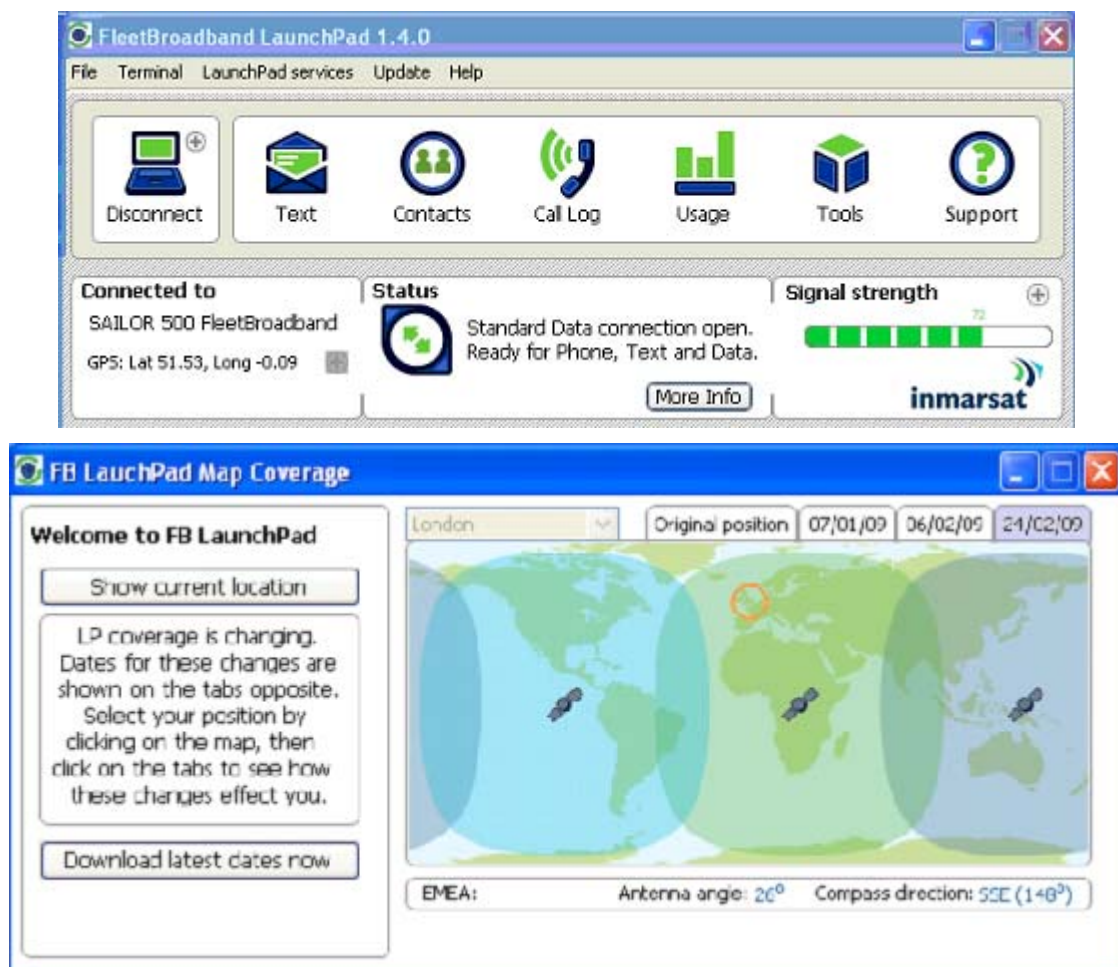 FleetBroadband LaunchPad 1.4.0
File Terminal LaunchPad services Update Help
Disconnect Text Contacts Call Log Usage Tools Support
Connected to
SAILOR 500 FleetBroadband
GPS: Lat 51.53, Long -0.09
Status
Standard Data connection open.
Ready for Phone, Text and Data.
More Info
Signal strength
72
inmarsat
FB LauchPad Map Coverage
Welcome to FB LaunchPad
Show current location
LP coverage is changing.
Dates for these changes are
shown on the tabs opposite.
Select your position by
clicking on the map, then
click on the tabs to see how
these changes effect you.
Download latest dates now
London
Original position 07/01/09 06/02/09 24/02/09
EMEA: Antenna angle: 26° Compass direction: SSE (148°)